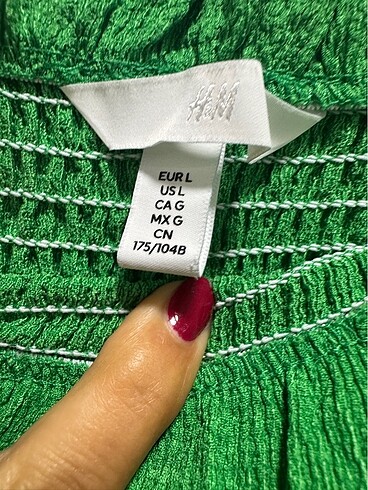 H&M
EUR L
US L
CA G
MX G
CN
175/104B